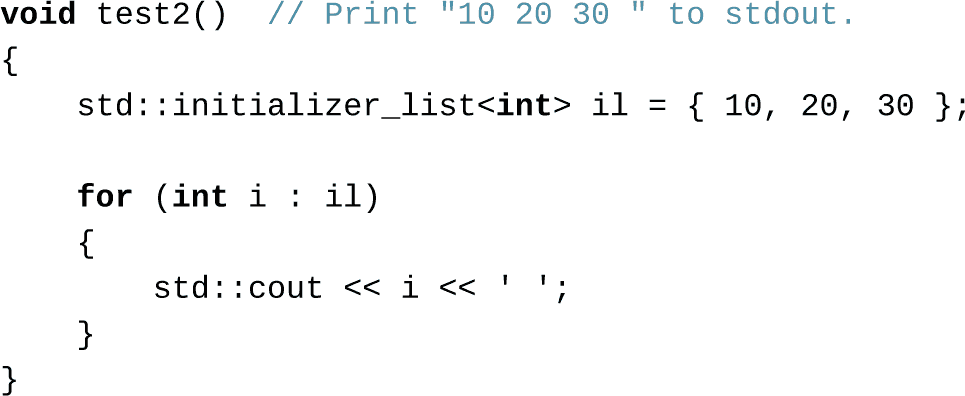 void test2()  // Print "10 20 30 " to stdout.
{
    std::initializer_list<int> il = { 10, 20, 30 };

    for (int i : il)
    {
        std::cout << i << ' ';
    }
}